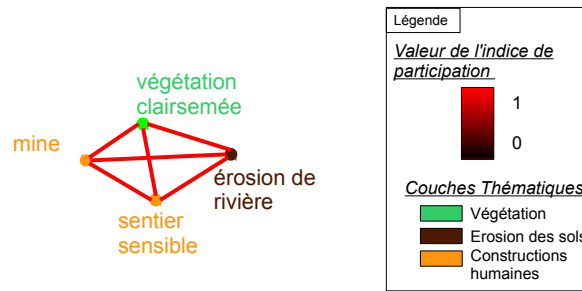 végétation
clairsemée
mine
érosion de
rivière
sentier
sensible
Légende
Valeur de l'indice de
participation
1
0
Couches Thématiques
Végétation
Erosion des sols
Constructions
humaines